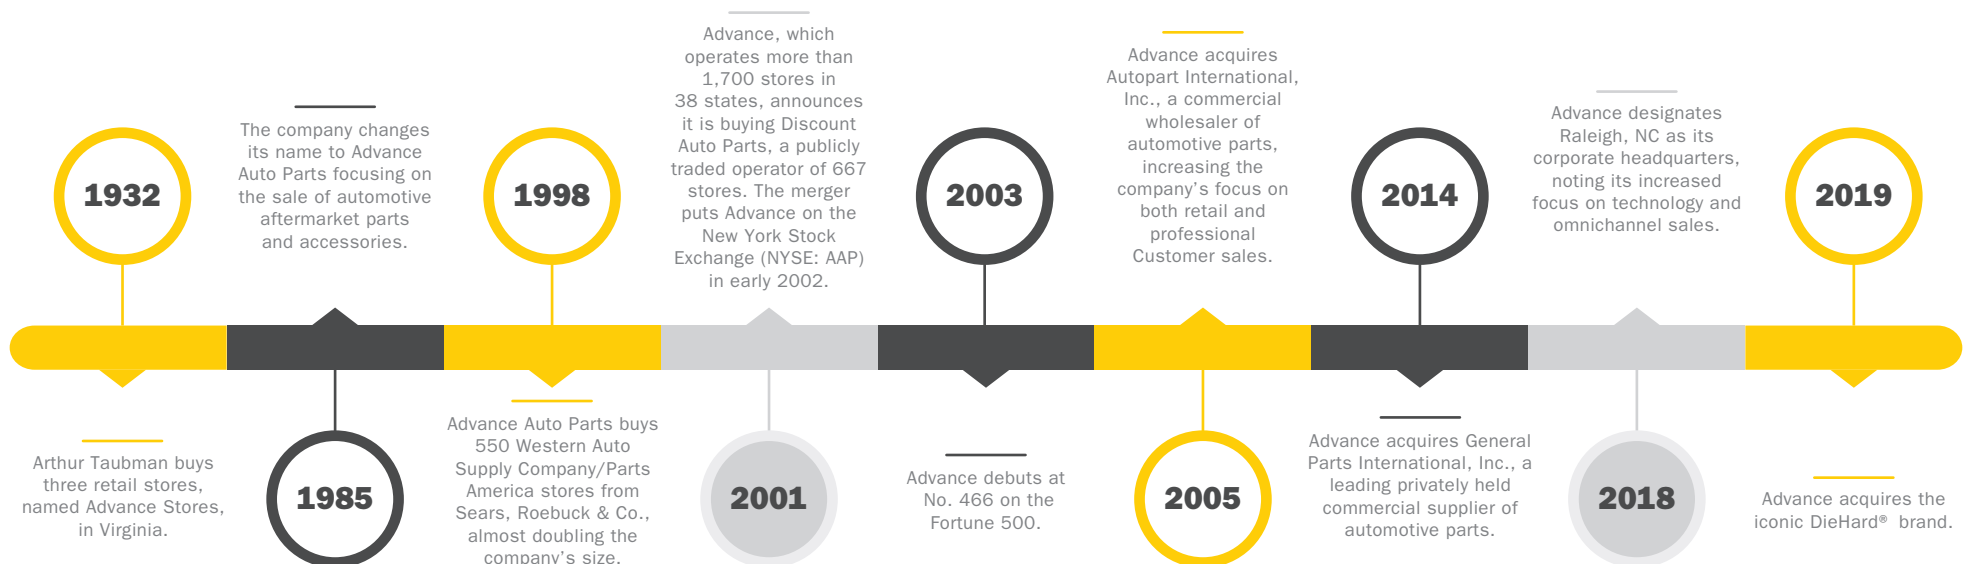 1932
Arthur Taubman buys
three retail stores,
named Advance Stores,
in Virginia.
The company changes
its name to Advance
Auto Parts focusing on
the sale of automotive
aftermarket parts
and accessories.
1985
1998
Advance Auto Parts buys
550 Western Auto
Supply Company/Parts
America stores from
Sears, Roebuck & Co.,
almost doubling the
company's size.
Advance, which
operates more than
1,700 stores in
38 states, announces
it is buying Discount
Auto Parts, a publicly
traded operator of 667
stores. The merger
puts Advance on the
New York Stock
Exchange (NYSE: AAP)
in early 2002.
2001
2003
Advance debuts at
No. 466 on the
Fortune 500.
Advance acquires
Autopart International,
Inc., a commercial
wholesaler of
automotive parts,
increasing the
company's focus on
both retail and
professional
Customer sales.
2005
2014
Advance acquires General
Parts International, Inc., a
leading privately held
commercial supplier of
automotive parts.
Advance designates
Raleigh, NC as its
corporate headquarters,
noting its increased
focus on technology and
omnichannel sales.
2018
2019
Advance acquires the
iconic DieHard® brand.